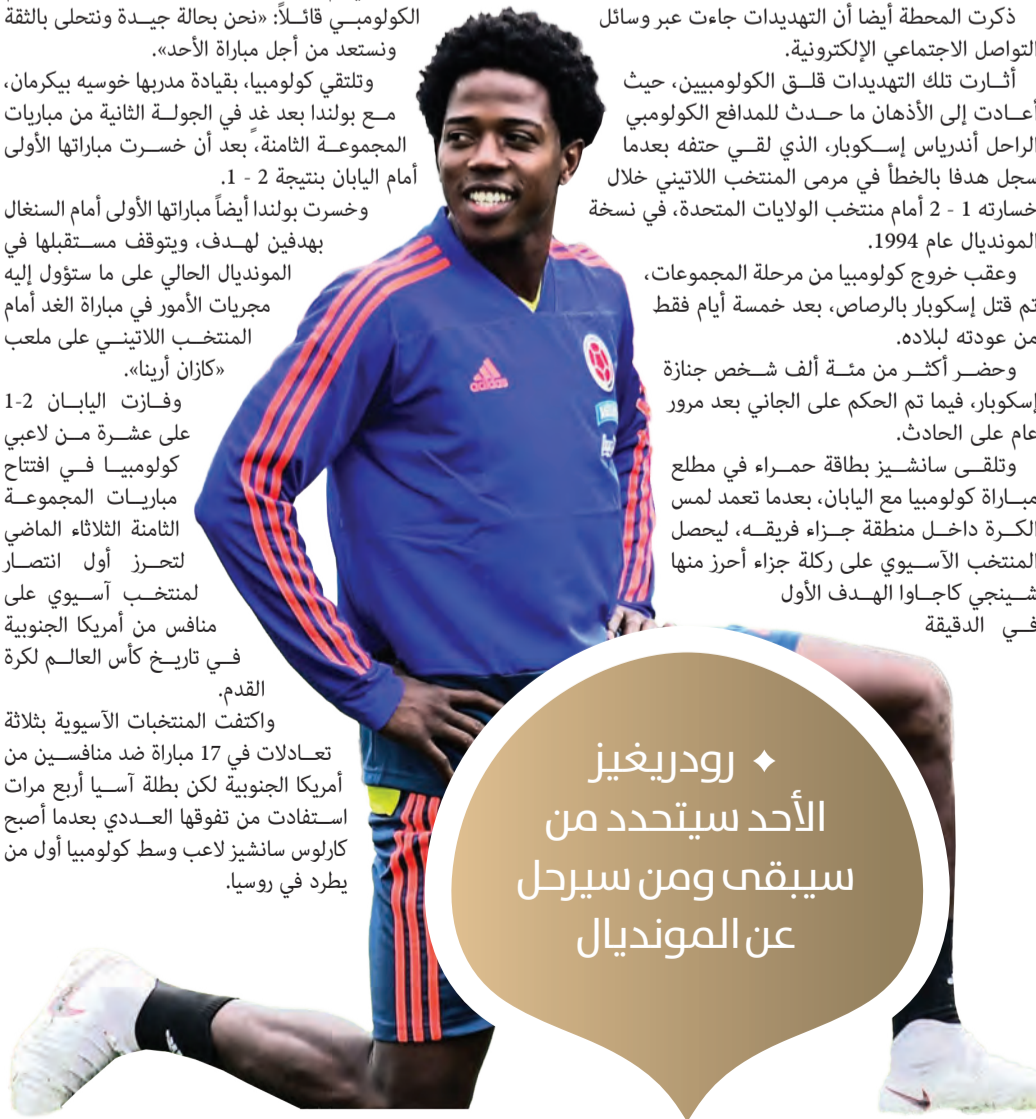 ذكرت المحطة أيضا أن التهديدات جاءت عبر وسائل
التواصل الاجتماعي الإلكترونية.
أثارت تلك التهديدات قلق الكولومبيين، حيث
أعادت إلى الأذهان ما حدث للمدافع الكولومبي
الراحل أندرياس إسكوبار، الذي لقي حتفه بعدما
سجل هدفا بالخطأ في مرمى المنتخب اللاتيني خلال
خسارته 1 - 2 أمام منتخب الولايات المتحدة، في نسخة
المونديال عام 1994.
وعقب خروج كولومبيا من مرحلة المجموعات،
تم قتل إسكوبار بالرصاص، بعد خمسة أيام فقط
من عودته لبلاده.
وحضر أكثر من مئة ألف شخص جنازة
إسكوبار، فيما تم الحكم على الجاني بعد مرور
عام على الحادث.
وتلقى سانشيز بطاقة حمراء في مطلع
مباراة كولومبيا مع اليابان، بعدما تعمد لمس
الكرة داخل منطقة جزاء فريقه، ليحصل
المنتخب الآسيوي على ركلة جزاء أحرز منها
شينجي كاجاوا الهدف الأول
في الدقيقة
الكولومبي قائلاً: «نحن بحالة جيدة ونتحلى بالثقة
ونستعد من أجل مباراة الأحد».
وتلتقي كولومبيا، بقيادة مدربها خوسيه بيكرمان،
مع بولندا بعد غد في الجولة الثانية من مباريات
المجموعة الثامنة، بعد أن خسرت مباراتها الأولى
أمام اليابان بنتيجة 2 - 1.
وخسرت بولندا أيضاً مباراتها الأولى أمام السنغال
بهدفين لهدف، ويتوقف مستقبلها في
المونديال الحالي على ما ستؤول إليه
مجريات الأمور في مباراة الغد أمام
المنتخب اللاتيني على ملعب
«كازان أرينا».
وفازت اليابان 2-1
على عشرة من لاعبي
كولومبيا في افتتاح
مباريات المجموعة
الثامنة الثلاثاء الماضي
لتحرز أول انتصار
لمنتخب آسيوي على
منافس من أمريكا الجنوبية
في تاريخ كأس العالم لكرة
القدم.
واكتفت المنتخبات الآسيوية بثلاثة
تعادلات في 17 مباراة ضد منافسين من
أمريكا الجنوبية لكن بطلة آسيا أربع مرات
استفادت من تفوقها العددي بعدما أصبح
كارلوس سانشيز لاعب وسط كولومبيا أول من
يطرد في روسيا.
adidas
✦ رودريغيز
الأحد سيتحدد من
سيبقى ومن سيرحل
عن المونديال